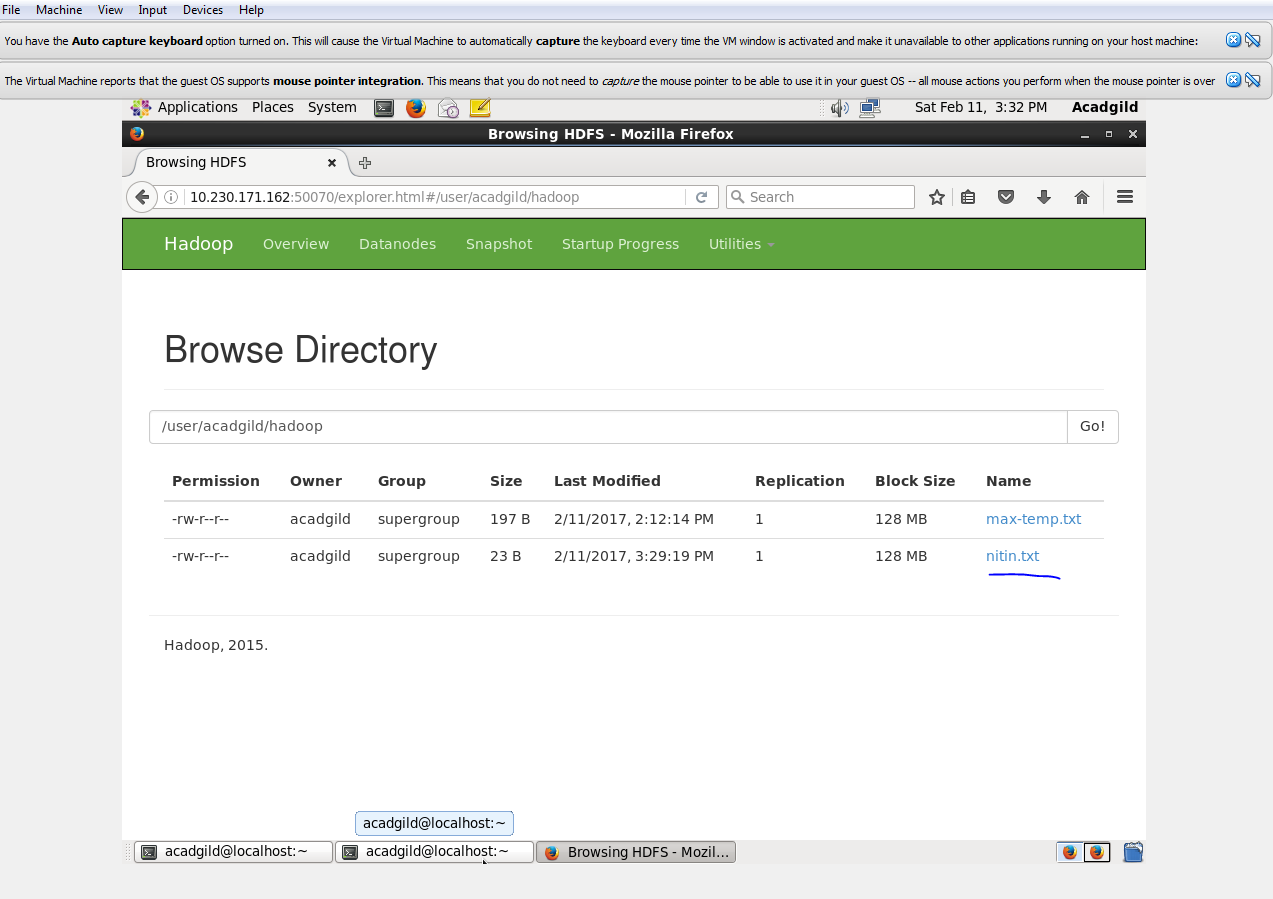 File Machine View Input Devices Help
You have the Auto capture keyboard option turned on. This will cause the Virtual Machine to automatically capture the keyboard every time the VM window is activated and make it unavailable to other applications running on your host machine:
The Virtual Machine reports that the guest OS supports mouse pointer integration. This means that you do not need to capture the mouse pointer to be able to use it in your guest OS -- all mouse actions you perform when the mouse pointer is over
Applications Places System Sat Feb 11, 3:32 PM Acadgild
Browsing HDFS - Mozilla Firefox
Browsing HDFS
10.230.171.162:50070/explorer.html#/user/acadgild/hadoop Search
Hadoop Overview Datanodes Snapshot Startup Progress Utilities
Browse Directory
/user/acadgild/hadoop Go!
Permission Owner Group Size Last Modified Replication Block Size Name
-rw-r--r-- acadgild supergroup 197 B 2/11/2017, 2:12:14 PM 1 128 MB max-temp.txt
-rw-r--r-- acadgild supergroup 23 B 2/11/2017, 3:29:19 PM 1 128 MB nitin.txt
Hadoop, 2015.
acadgild@localhost:~
acadgild@localhost:~ acadgild@localhost:~ Browsing HDFS - Mozil...